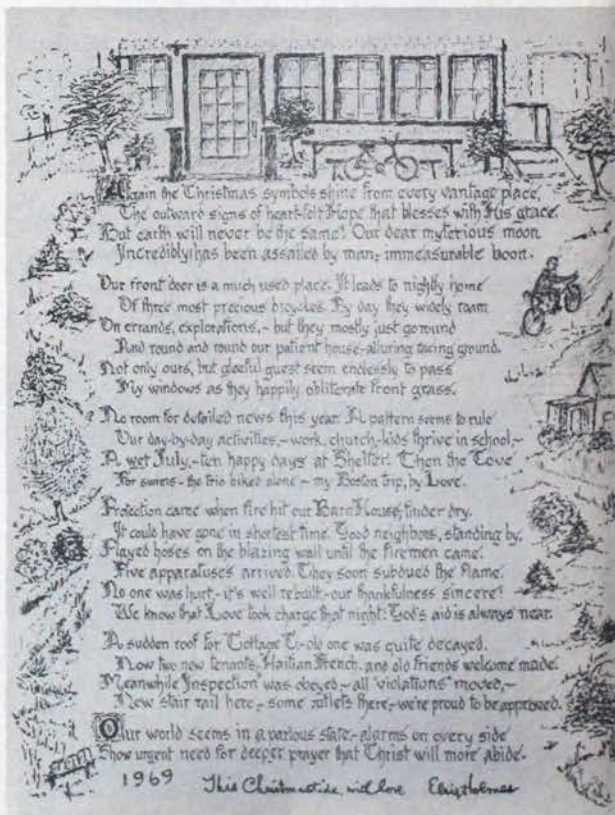 Again the Christmas symbols shine from every vantage place,
The outward signs of heart-felt Hope that blesses with His grace.
But earth will never be the same! Our dear mysterious moon
Incredibly has been assailed by man; immeasurable boon.
Our front door is a much used place. It leads to nightly home
Of three most precious bicycles. By day they widely roam
On errands, explorations,- but they mostly just go round
And round and round our patient house-alluring racing ground.
Not only ours, but gleeful guest seem endlessly to pass
My windows as they happily obliterate front grass.
No room for detailed news this year. A pattern seems to rule
Our day-by-day activities,-work, church,-kids thrive in school,-
A wet July,-ten happy days at Shelter! Then the Cove
For swims-the trio biked alone- my Boston trip, by Love.
Protection came when fire hit our Barn House, tinder dry.
It could have gone in shortest time. Good neighbors, standing by,
Played hoses on the blazing wall until the firemen came.
Five apparatuses arrived. They soon subdued the flame.
No one was hurt,-it's well rebuilt,-our thankfulness sincere!
We know that Love took charge that night: God's aid is always near.
A sudden roof for Cottage C,-old one was quite decayed.
Now two new tenants, Haitian French, and old friends welcome made.
Meanwhile Inspection was obeyed-all "violations" moved,-
New stair rail here,-some outlets there,-we're proud to be approved.
Our world seems in a parlous state,-alarms on every side
Show urgent need for deeper prayer that Christ will more abide.
1969 This Christmastide, with love Holmes